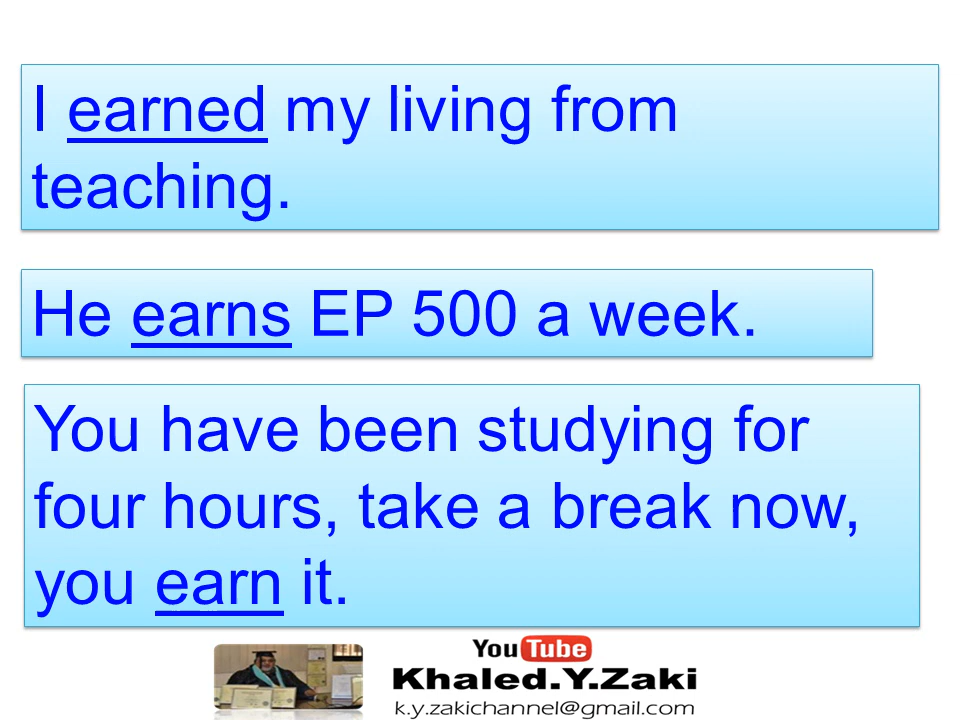 I earned my living from
teaching.
He earns EP 500 a week.
You have been studying for
four hours, take a break now,
you earn it.
YouTube
Khaled.Y.Zaki
k.y.zakichannel@gmail.com